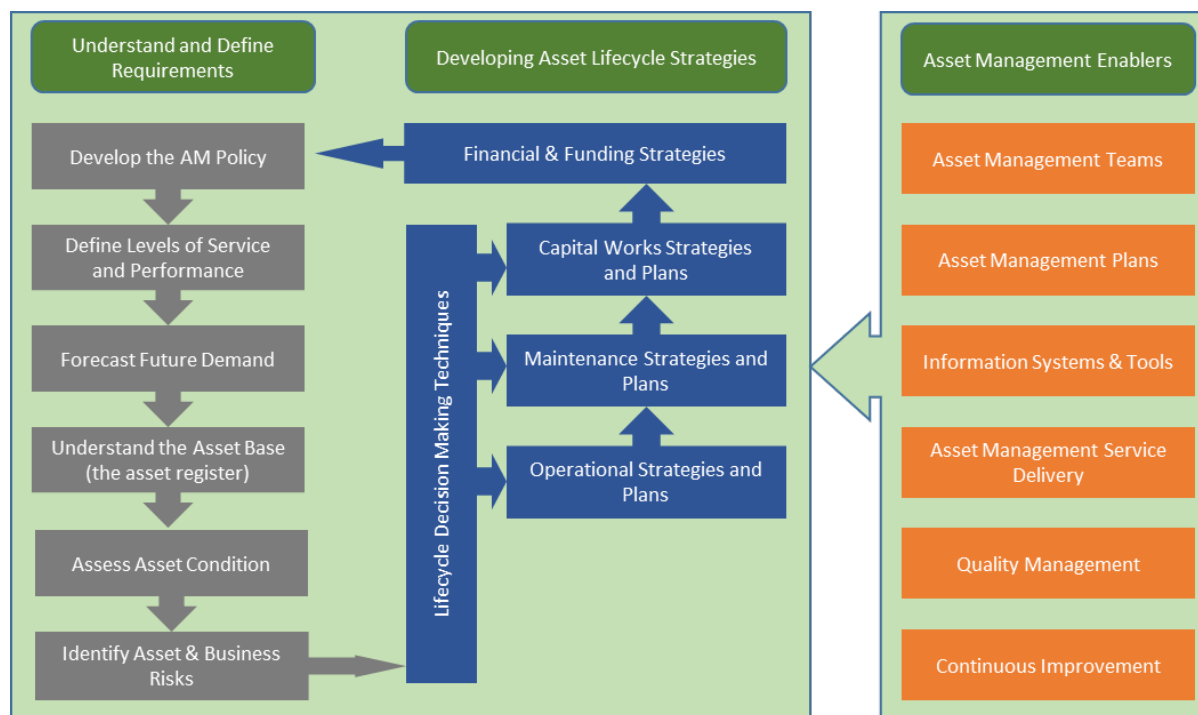 Understand and Define
Requirements
Develop the AM Policy
Define Levels of Service
and Performance
Forecast Future Demand
Understand the Asset Base
(the asset register)
Assess Asset Condition
Identify Asset & Business
Risks
Developing Asset Lifecycle Strategies
Financial & Funding Strategies
Lifecycle Decision Making Techniques
Capital Works Strategies
and Plans
Maintenance Strategies and
Plans
Operational Strategies and
Plans
Asset Management Enablers
Asset Management Teams
Asset Management Plans
Information Systems & Tools
Asset Management Service
Delivery
Quality Management
Continuous Improvement